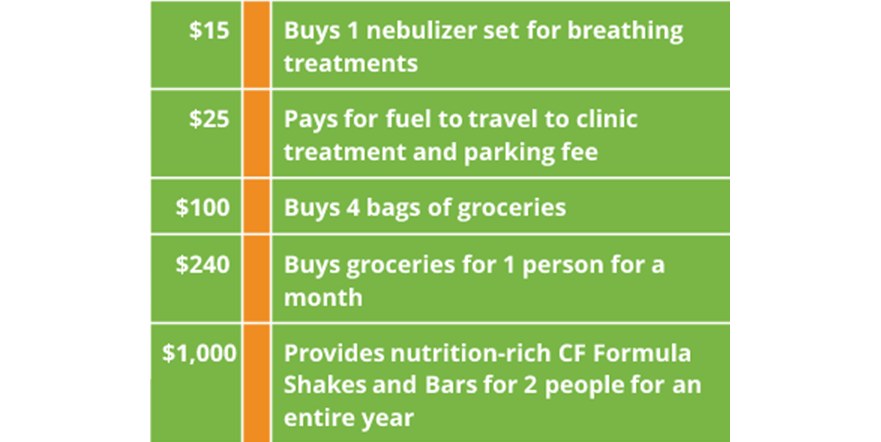 $15 Buys 1 nebulizer set for breathing
treatments
$25 Pays for fuel to travel to clinic
treatment and parking fee
$100 Buys 4 bags of groceries
$240 Buys groceries for 1 person for a
month
$1,000 Provides nutrition-rich CF Formula
Shakes and Bars for 2 people for an
entire year